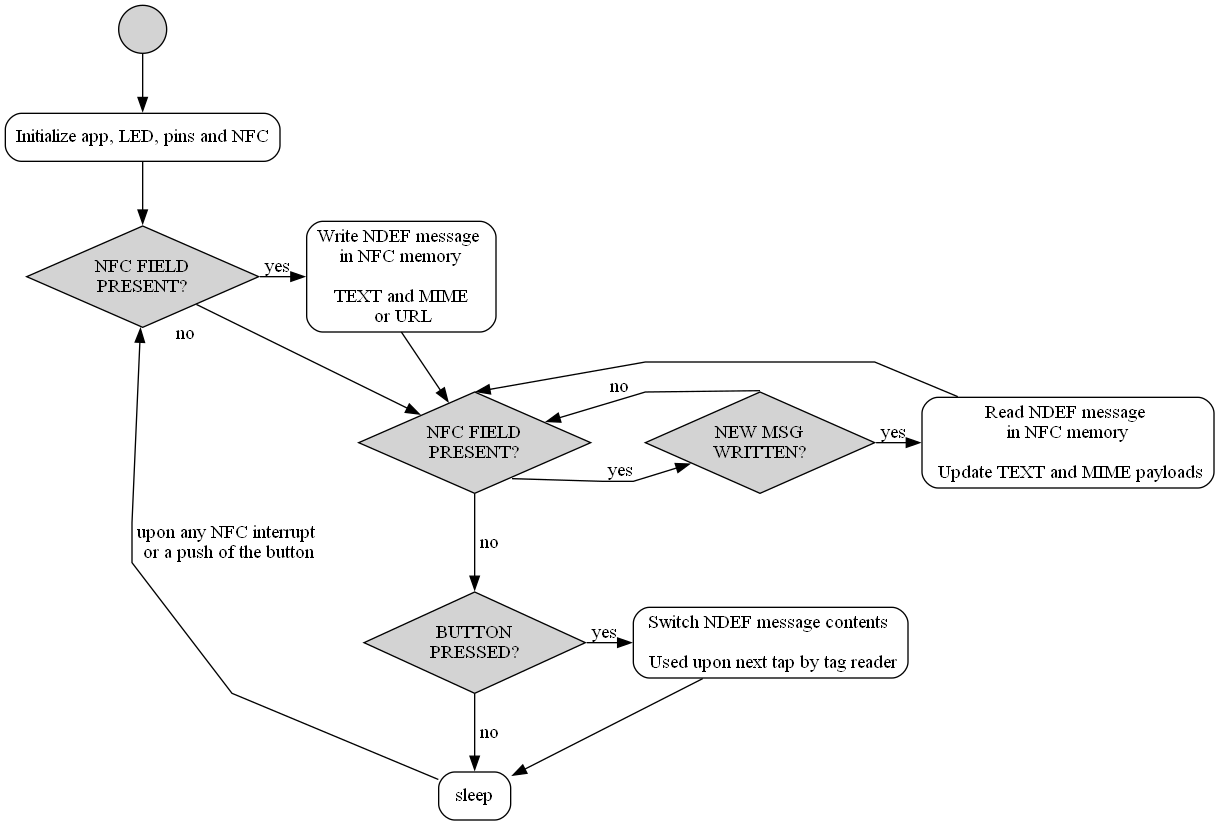 Initialize app, LED, pins and NFC
NFC FIELD
PRESENT?
yes
Write NDEF message
in NFC memory
TEXT and MIME
or URL
no
no
NFC FIELD
PRESENT?
yes
NEW MSG
WRITTEN?
yes
Read NDEF message
in NFC memory
Update TEXT and MIME payloads
upon any NFC interrupt
or a push of the button
no
BUTTON
PRESSED?
yes
Switch NDEF message contents
Used upon next tap by tag reader
no
sleep